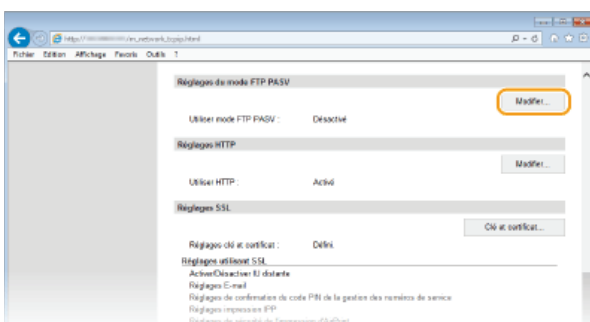 Fichier Edition Affichage Favoris Outils ?
Réglages du mode FTP PASV
Modifier...
Utiliser mode FTP PASV : Désactivé
Réglages HTTP
Modifier...
Utiliser HTTP : Activé
Réglages SSL
Clé et certificat...
Réglages clé et certificat : Défini.
Réglages utilisant SSL
Activer/Désactiver IU distante
Réglages E-mail
Réglages de confirmation du code PIN de la gestion des numéros de service
Réglages impression IPP